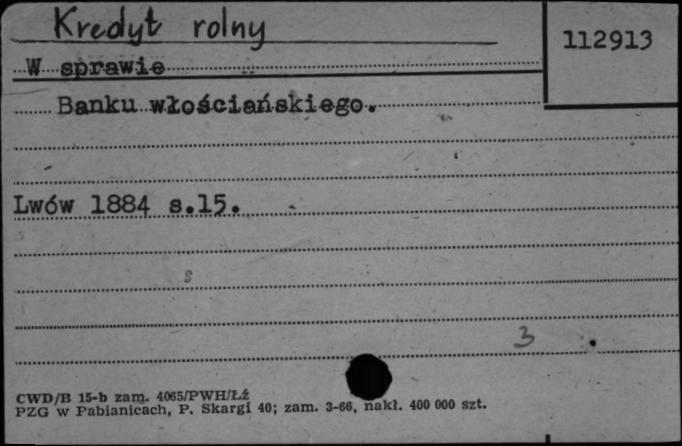 Kredyt rolny
112913
W sprawie
Banku włościańskiego.
Lwów 1884 s.15.
s
3
CWD/B 15-b zam. 4065/PWH/Łź
PZG w Pabianicach, P. Skargi 40; zam. 3-66, nakł. 400 000 szt.